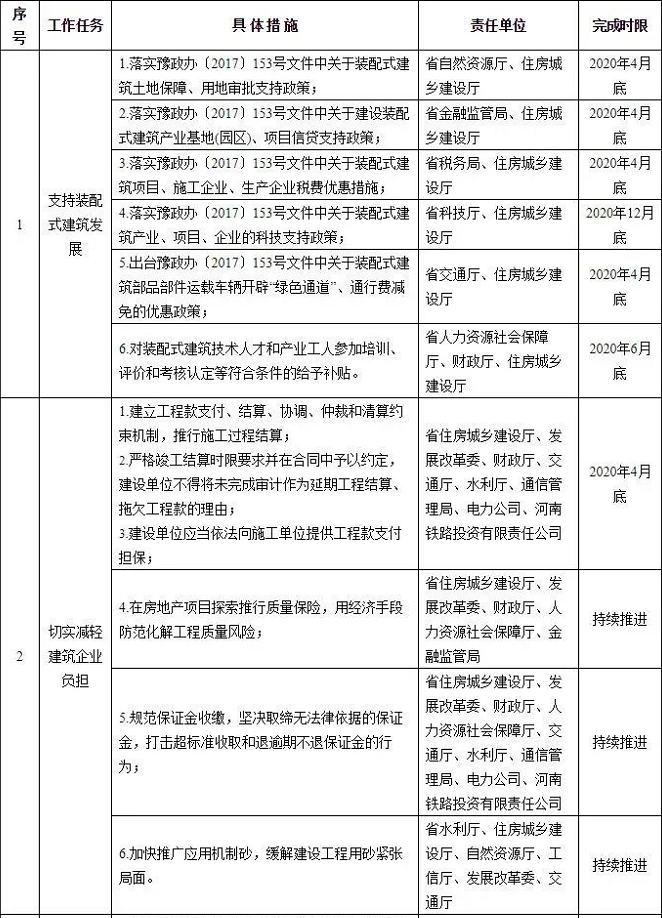 序
号
工作任务
具 体 措 施
责任单位
完成时限
1
支持装配
式建筑发
展
1.落实豫政办〔2017〕153号文件中关于装配式建
筑土地保障、用地审批支持政策；
省自然资源厅、住房城
乡建设厅
2020年4月
底
2.落实豫政办〔2017〕153号文件中关于建设装配
式建筑产业基地(园区)、项目信贷支持政策；
省金融监管局、住房城
乡建设厅
2020年4月
底
3.落实豫政办〔2017〕153号文件中关于装配式建
筑项目、施工企业、生产企业税费优惠措施；
省税务局、住房城乡建
设厅
2020年4月
底
4.落实豫政办〔2017〕153号文件中关于装配式建
筑产业、项目、企业的科技支持政策；
省科技厅、住房城乡建
设厅
2020年12月
底
5.出台豫政办〔2017〕153号文件中关于装配式建
筑部品部件运载车辆开辟“绿色通道”、通行费减
免的优惠政策；
省交通厅、住房城乡建
设厅
2020年4月
底
6.对装配式建筑技术人才和产业工人参加培训、
评价和考核认定等符合条件的给予补贴。
省人力资源社会保障
厅、财政厅、住房城乡
建设厅
2020年6月
底
2
切实减轻
建筑企业
负担
1.建立工程款支付、结算、协调、仲裁和清算约
束机制，推行施工过程结算；
2.严格竣工结算时限要求并在合同中予以约定，
建设单位不得将未完成审计作为延期工程结算、
拖欠工程款的理由；
3.建设单位应当依法向施工单位提供工程款支付
担保；
省住房城乡建设厅、发
展改革委、财政厅、交
通厅、水利厅、通信管
理局、电力公司、河南
铁路投资有限责任公司
2020年4月
底
4.在房地产项目探索推行质量保险，用经济手段
防范化解工程质量风险；
省住房城乡建设厅、发
展改革委、财政厅、人
力资源社会保障厅、金
融监管局
持续推进
5.规范保证金收缴，坚决取缔无法律依据的保证
金，打击超标准收取和退逾期不退保证金的行
为；
省住房城乡建设厅、发
展改革委、财政厅、人
力资源社会保障厅、交
通厅、水利厅、通信管
理局、电力公司、河南
铁路投资有限责任公司
持续推进
6.加快推广应用机制砂，缓解建设工程用砂紧张
局面。
省水利厅、住房城乡建
设厅、自然资源厅、工
信厅、发展改革委、交
通厅
持续推进